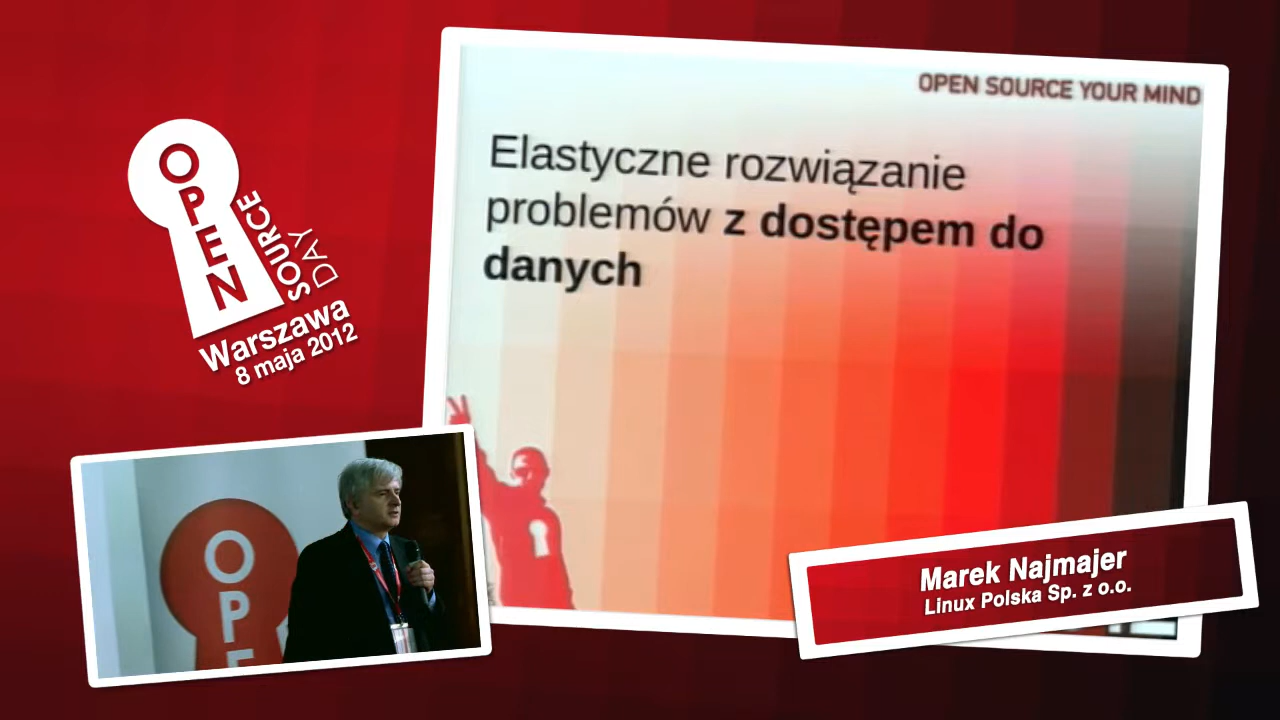 OPEN
SOURCE
DAY
Warszawa
8 maja 2012
OPEN SOURCE YOUR MIND
Elastyczne rozwiązanie
problemów z dostępem do
danych
OPE
Marek Najmajer
Linux Polska Sp. z o.o.